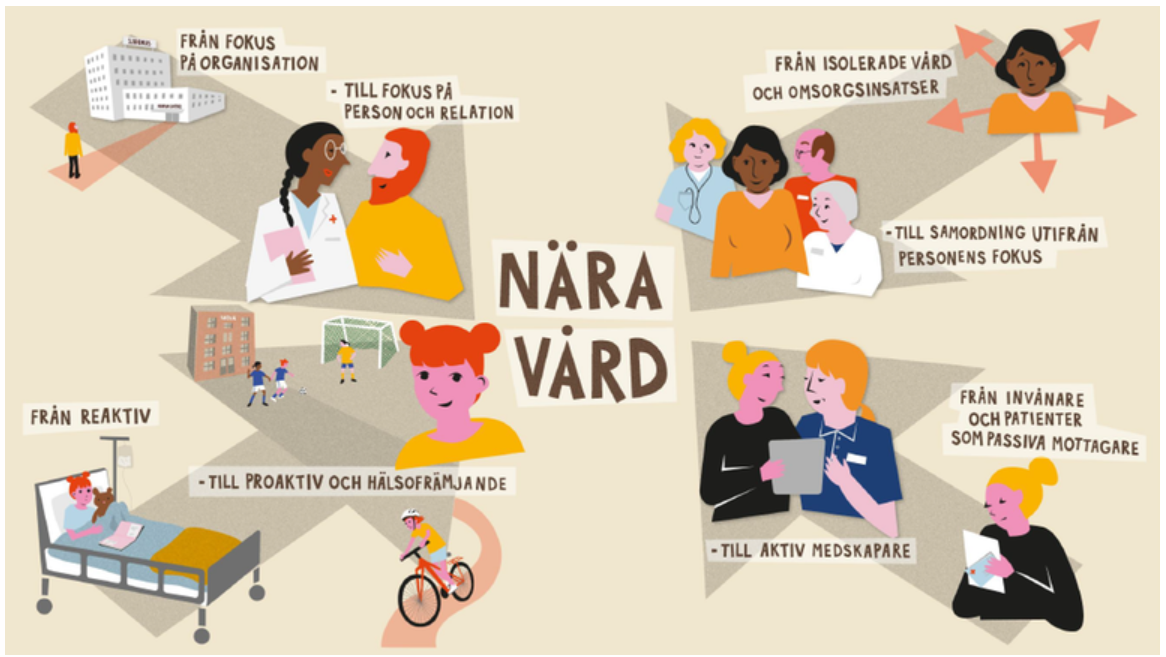 FRÅN FOKUS
PÅ ORGANISATION
- TILL FOKUS PÅ
PERSON OCH RELATION
FRÅN ISOLERADE VÅRD
OCH OMSORGSINSATSER
- TILL SAMORDNING UTIFRÅN
PERSONENS FOKUS
NÄRA
VÅRD
FRÅN REAKTIV
- TILL PROAKTIV OCH HÄLSOFRÄMJANDE
FRÅN INVÅNARE
OCH PATIENTER
SOM PASSIVA MOTTAGARE
- TILL AKTIV MEDSKAPARE